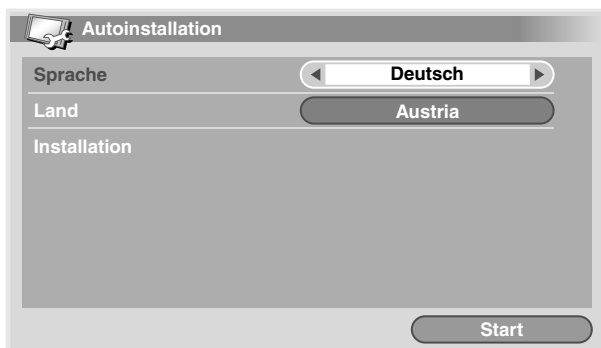 Autoinstallation
Sprache Deutsch
Land Austria
Installation
Start